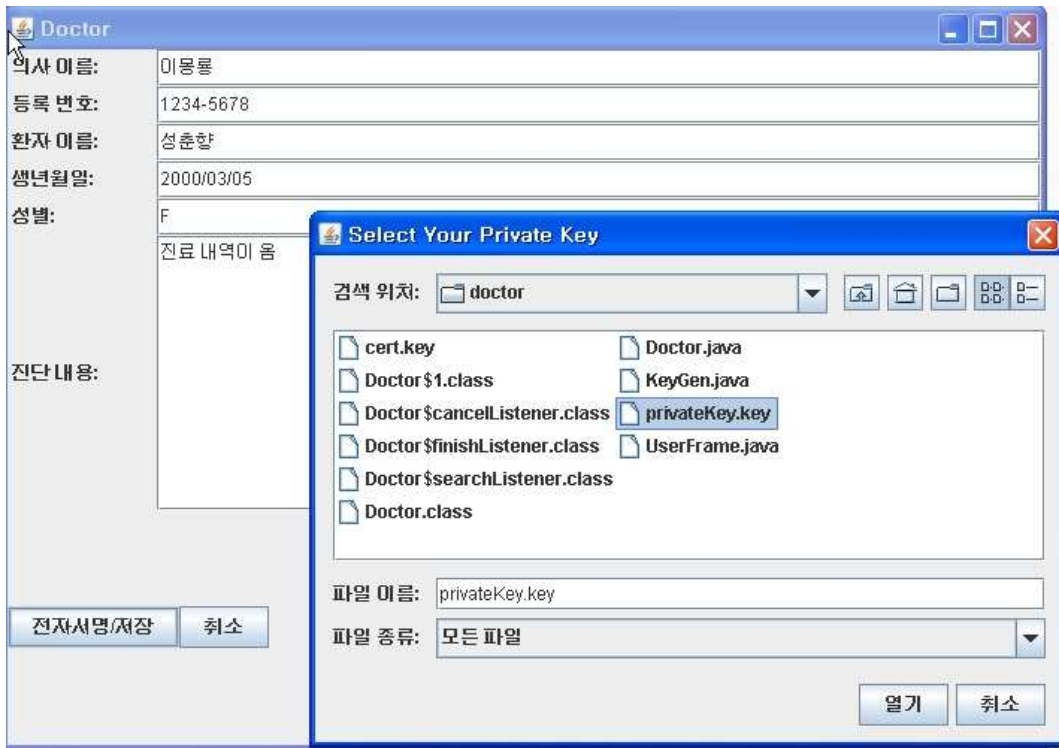 Doctor
의사 이름: 이몽룡
등록 번호: 1234-5678
환자 이름: 성춘향
생년월일: 2000/03/05
성별: F
진단 내용: 진료 내역이 옴
전자서명/저장 취소
Select Your Private Key
검색 위치: doctor
cert.key Doctor.java
Doctor$1.class KeyGen.java
Doctor$cancelListener.class privateKey.key
Doctor$finishListener.class UserFrame.java
Doctor$searchListener.class
Doctor.class
파일 이름: privateKey.key
파일 종류: 모든 파일
열기 취소